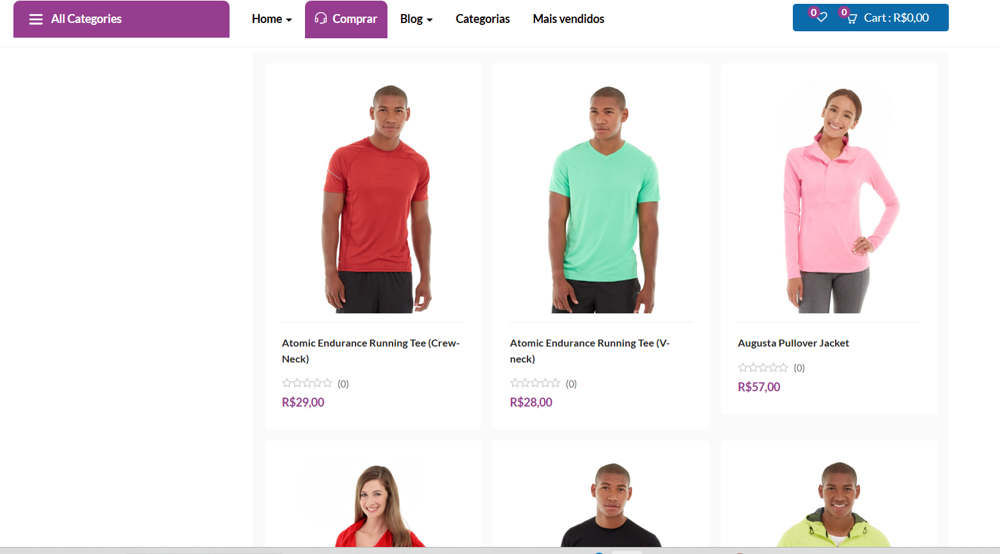 All Categories
Home
Comprar
Blog
Categorias
Mais vendidos
0
0
Cart : R$0,00
Atomic Endurance Running Tee (Crew-
Neck)
(0)
R$29,00
Atomic Endurance Running Tee (V-
neck)
(0)
R$28,00
Augusta Pullover Jacket
(0)
R$57,00